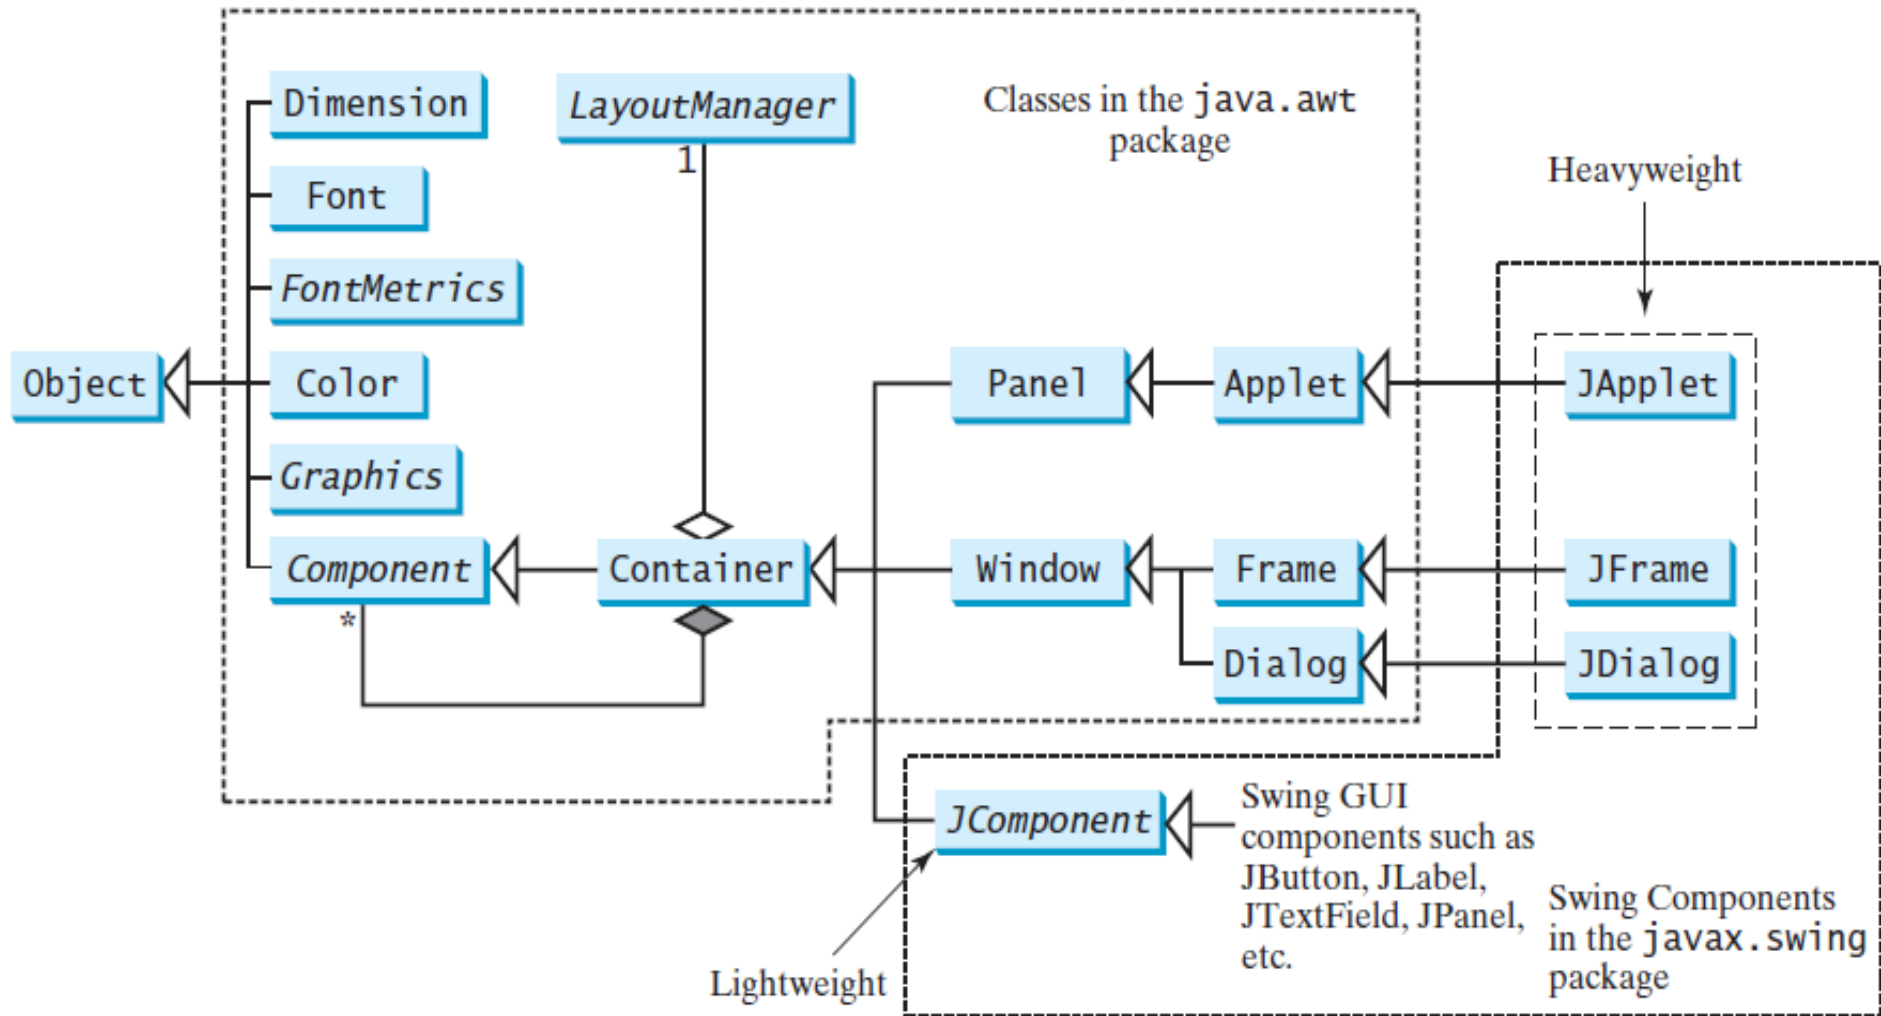 Dimension
LayoutManager
Classes in the java.awt
package
1
Heavyweight
Font
FontMetrics
Object
Color
Panel
Applet
JApplet
Graphics
Component
Container
Window
Frame
JFrame
*
Dialog
JDialog
JComponent
Swing GUI
components such as
JButton, JLabel,
JTextField, JPanel,
etc.
Swing Components
in the javax.swing
package
Lightweight